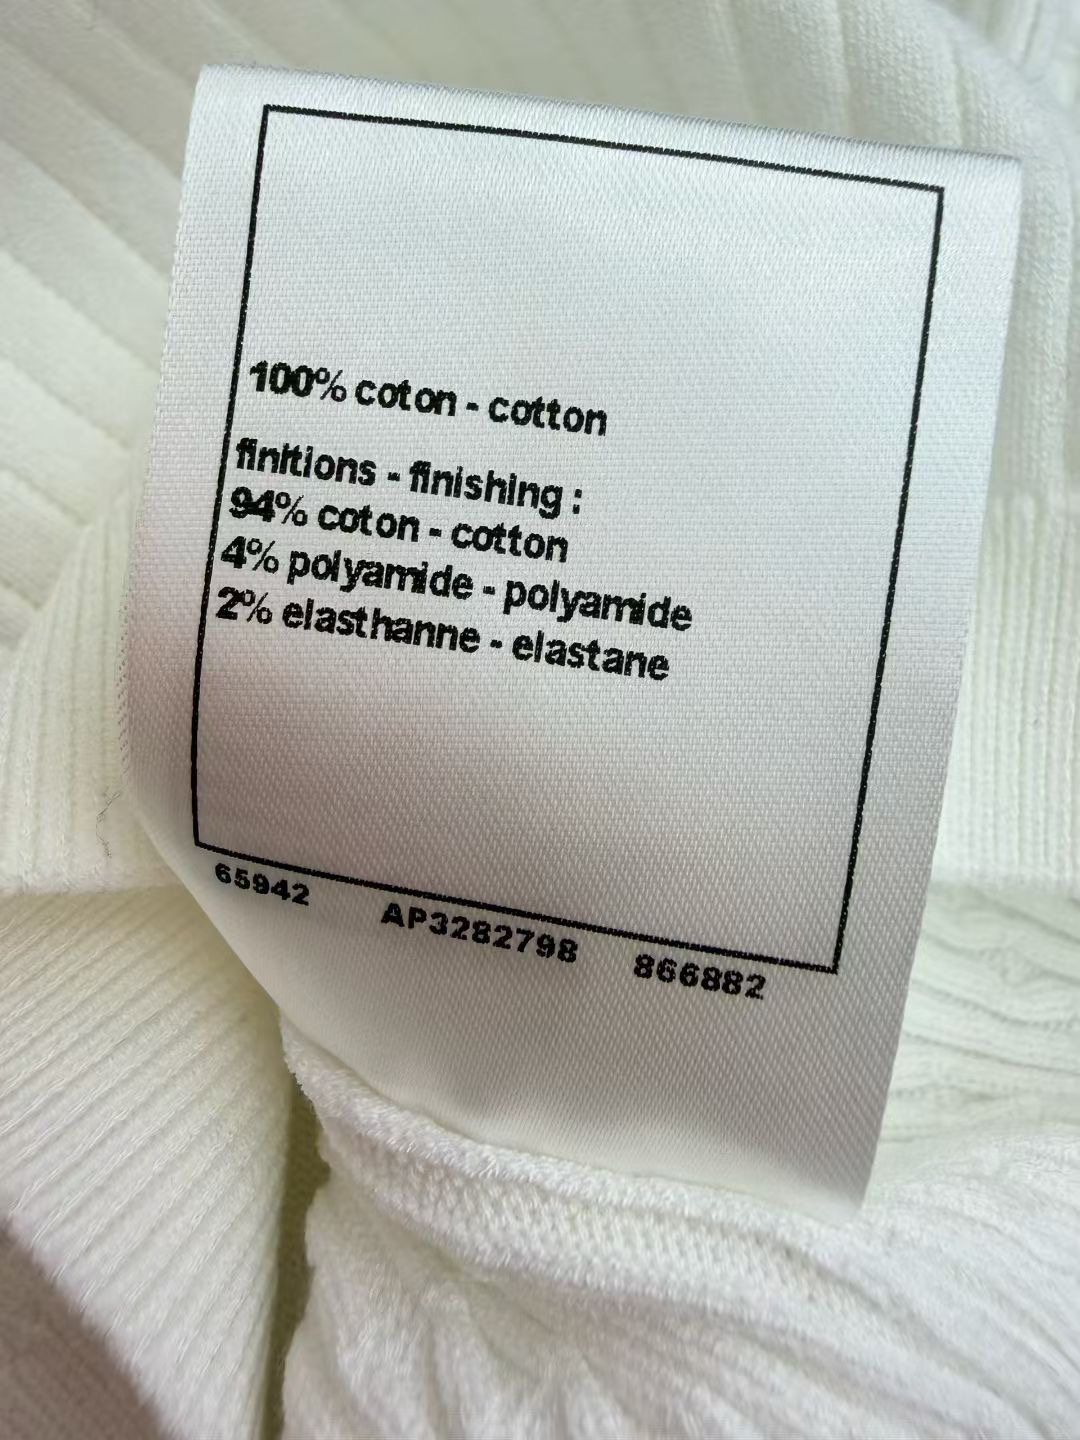 100% coton - cotton
finitions - finishing :
94% coton - cotton
4% polyamide - polyamide
2% elasthanne - elastane
65942 AP3282798 866882